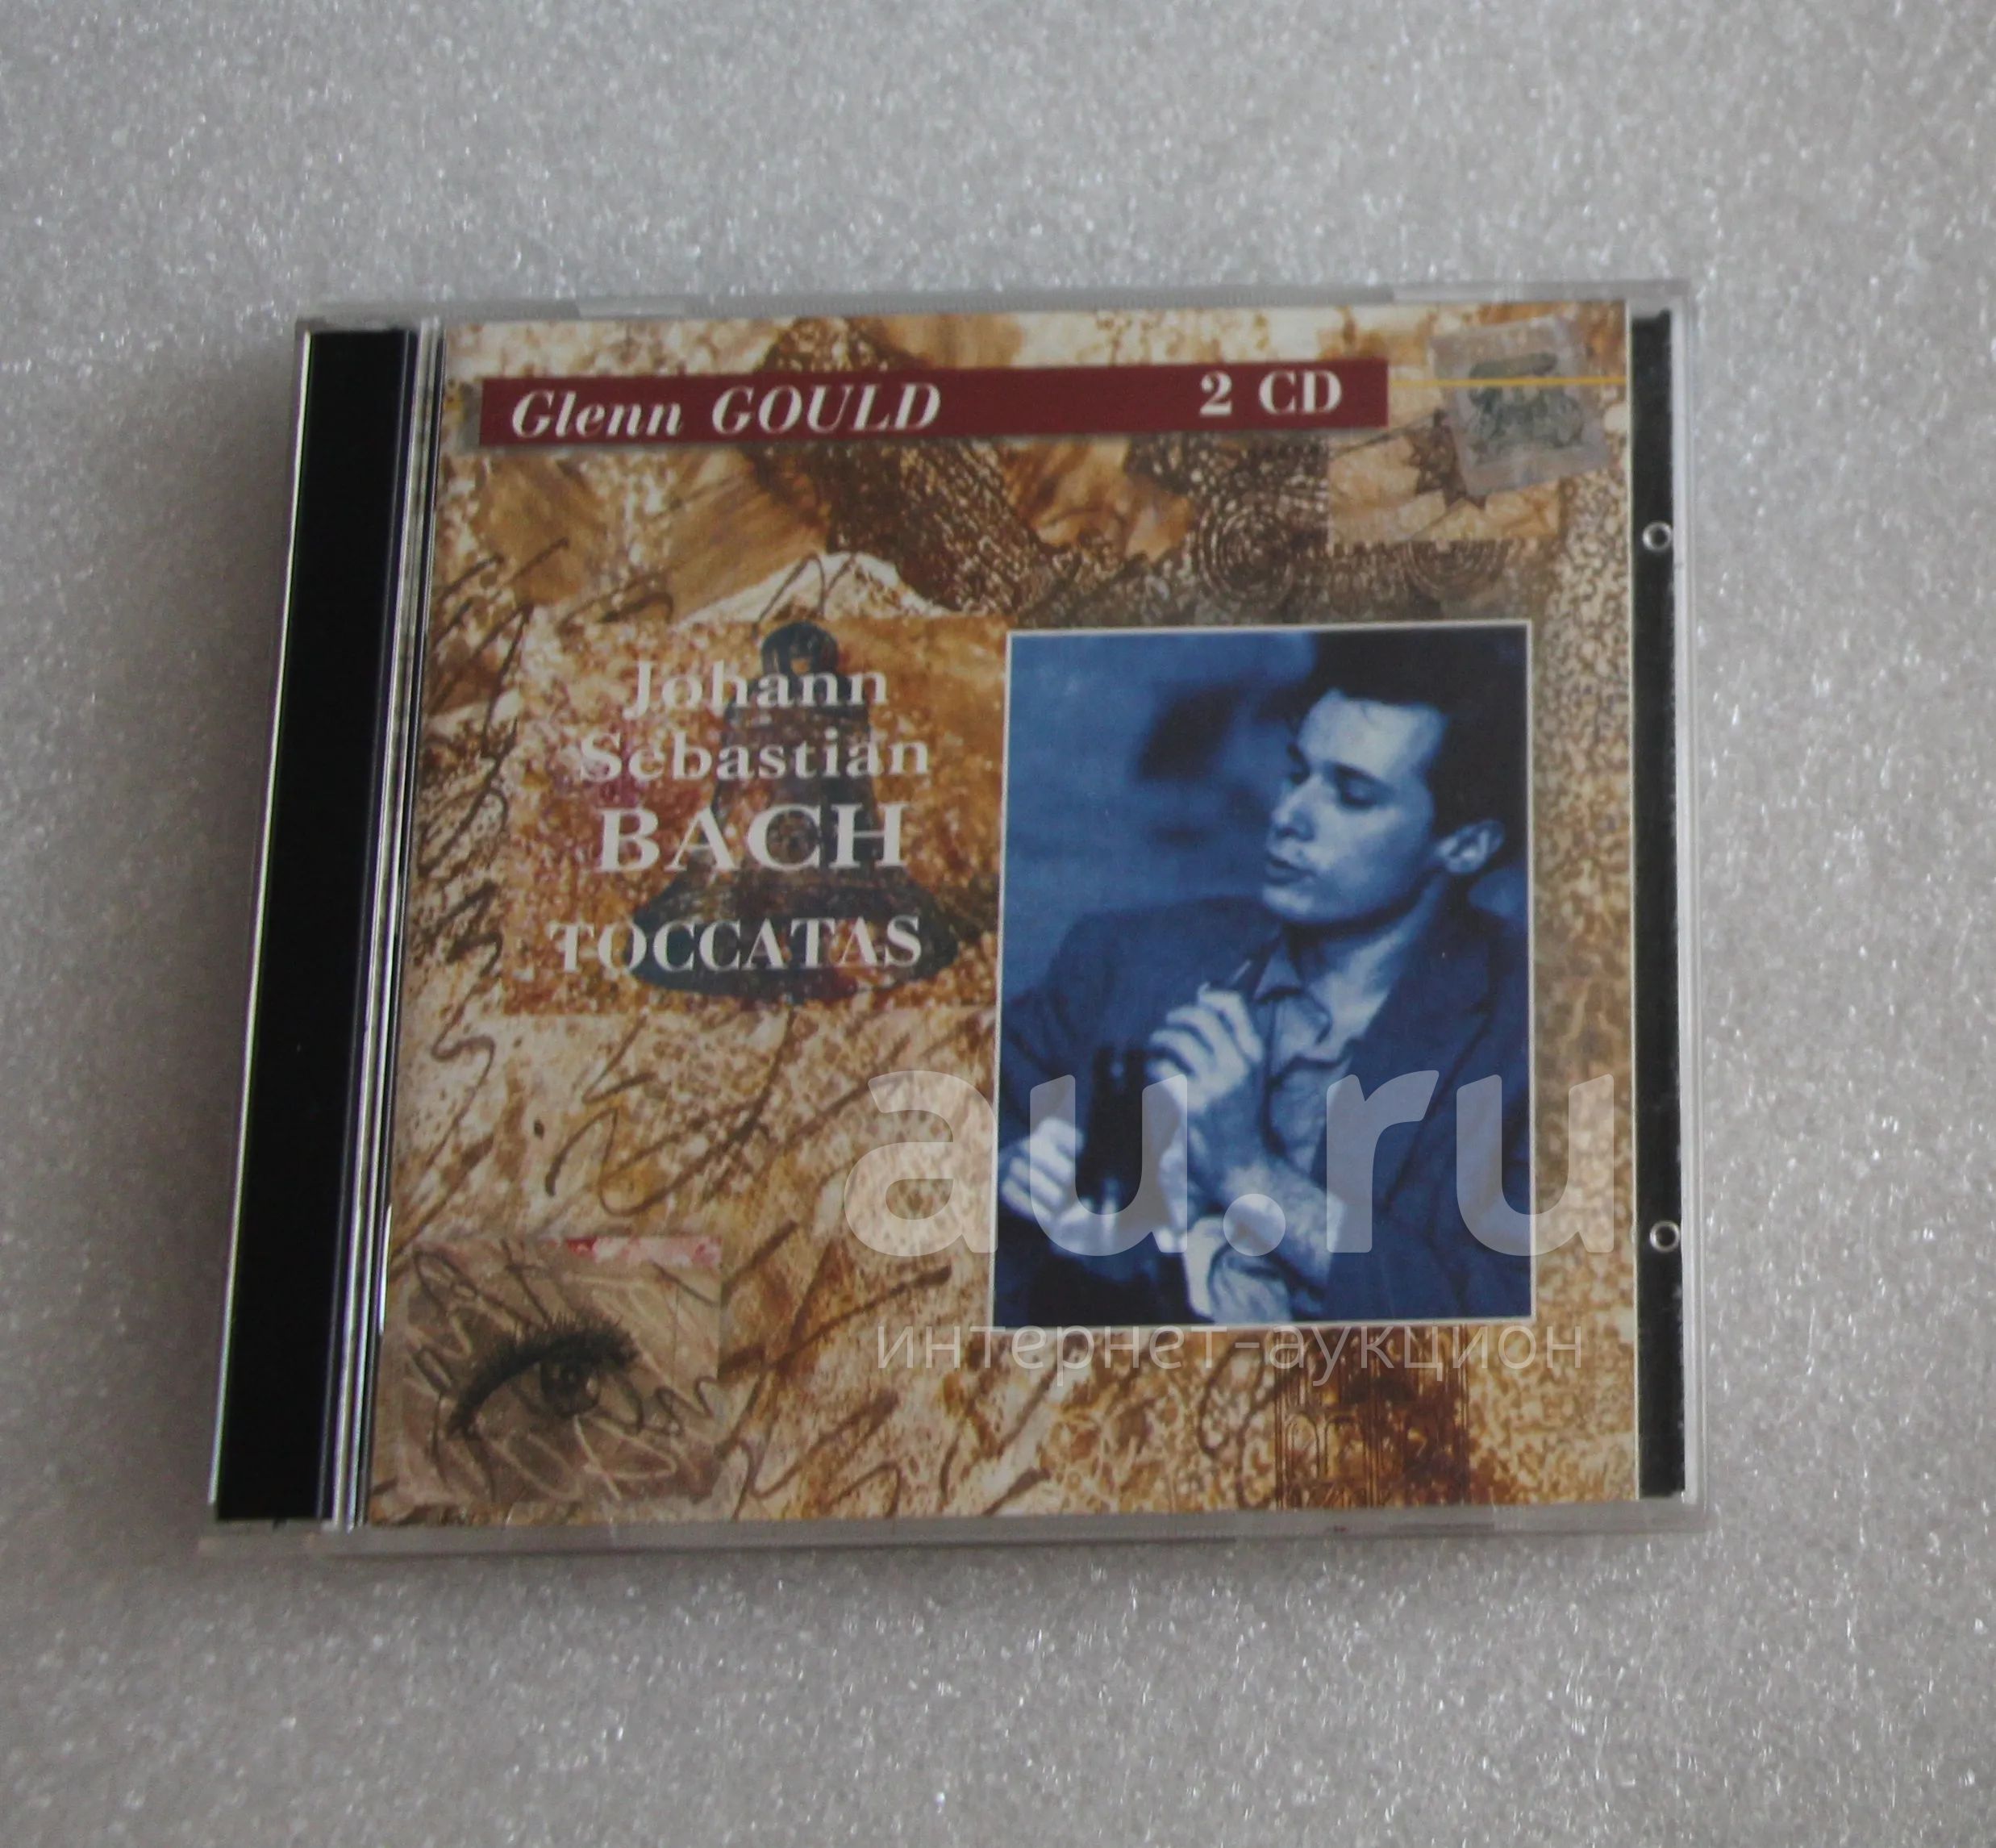 Glenn GOULD 2 CD
Johann
Sebastian
BACH
TOCCATAS
au.ru
интернет-аукцион